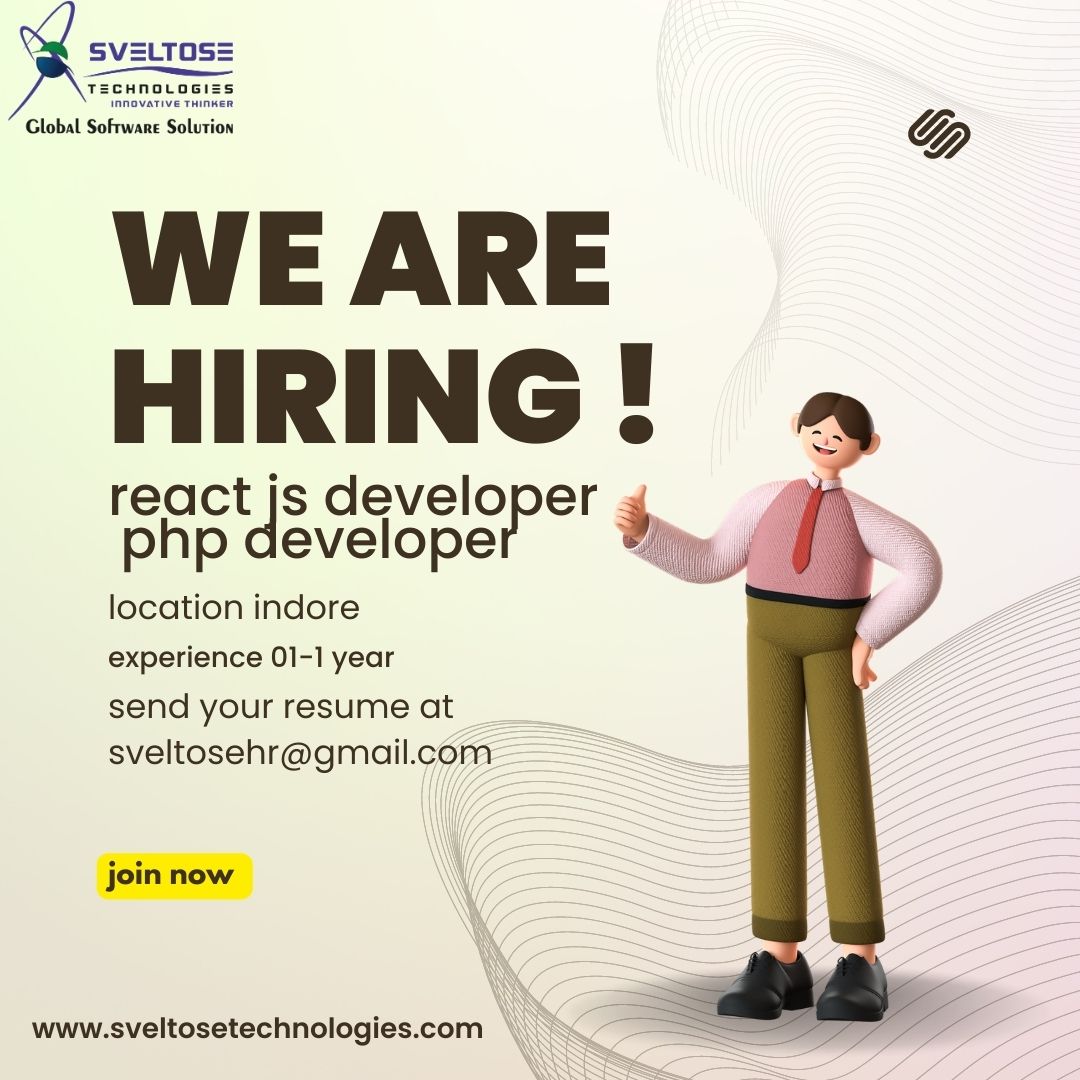 SVELTOSE
TECHNOLOGIES
INNOVATIVE THINKER
Global Software Solution
WE ARE
HIRING !
react js developer
php developer
location indore
experience 01-1 year
send your resume at
sveltosehr@gmail.com
join now
www.sveltosetechnologies.com